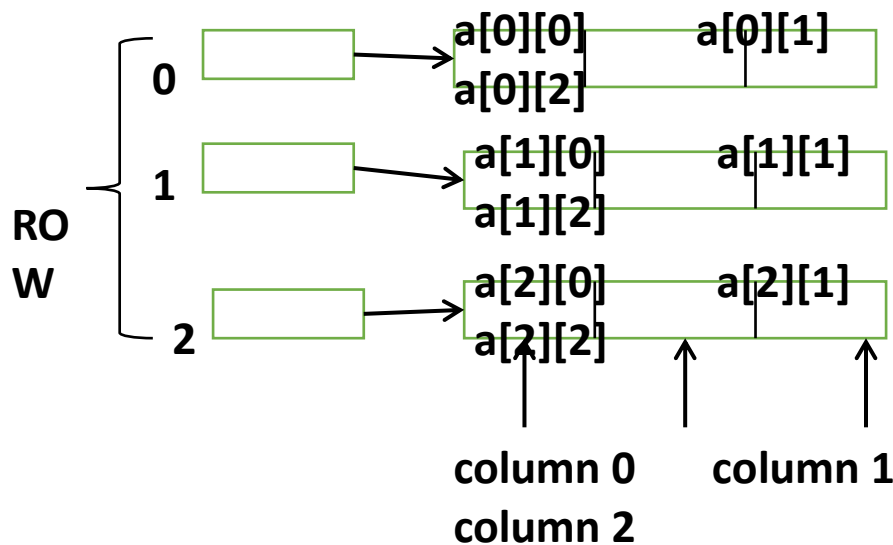 a[0][0] a[0][1]
0
a[0][2]
a[1][0] a[1][1]
1
a[1][2]
RO
W
a[2][0] a[2][1]
2
a[2][2]
column 0 column 1
column 2